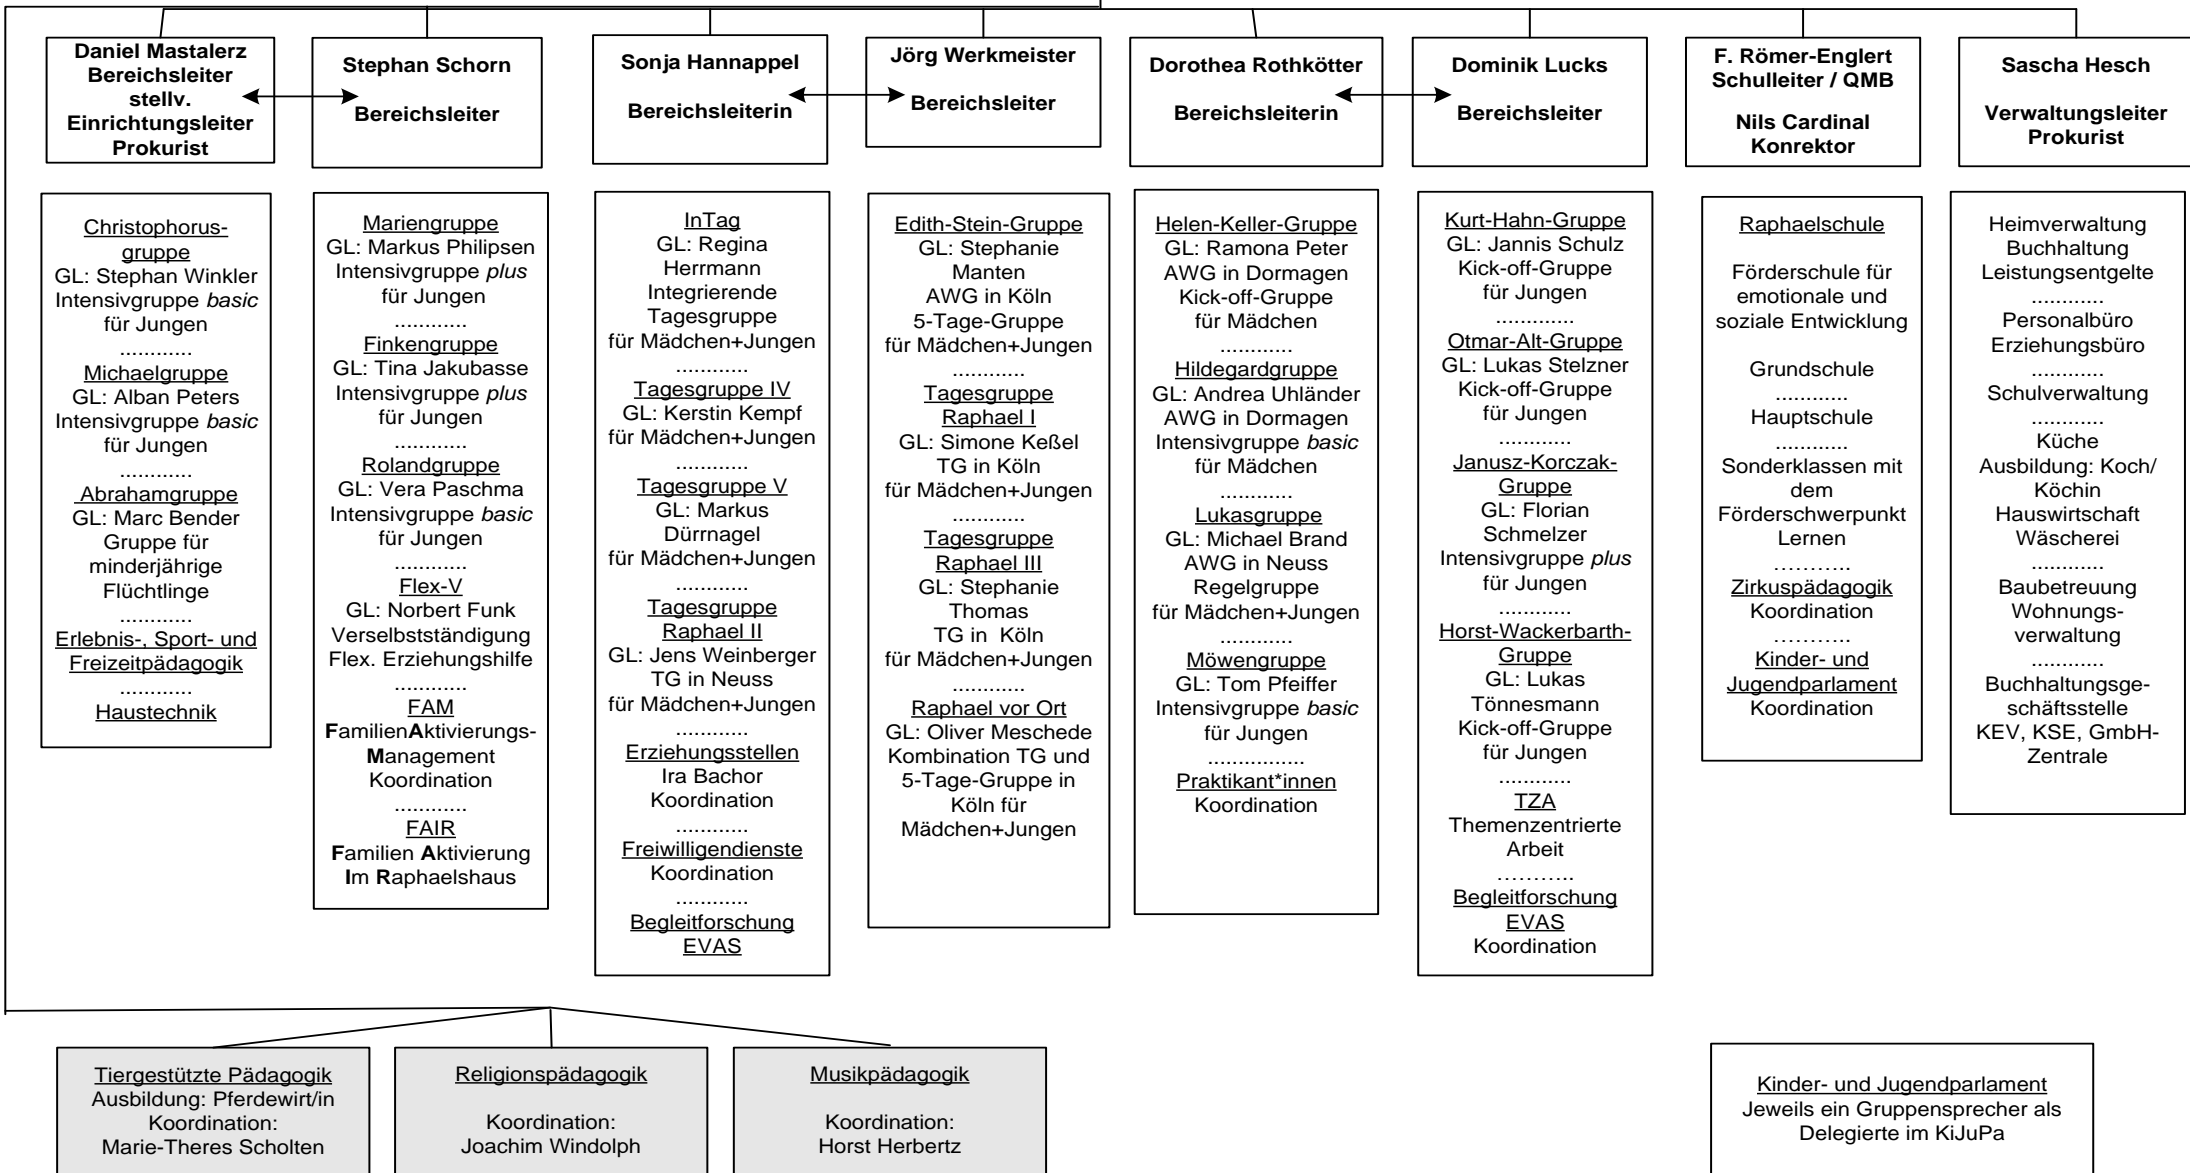 Daniel Mastalerz
Bereichsleiter
stellv.
Einrichtungsleiter
Prokurist
Stephan Schorn
Bereichsleiter
Sonja Hannappel
Bereichsleiterin
Jörg Werkmeister
Bereichsleiter
Dorothea Rothkötter
Bereichsleiterin
Dominik Lucks
Bereichsleiter
F. Römer-Englert
Schulleiter / QMB
Nils Cardinal
Konrektor
Sascha Hesch
Verwaltungsleiter
Prokurist
Christophorus-
gruppe
GL: Stephan Winkler
Intensivgruppe basic
für Jungen
............
Michaelgruppe
GL: Alban Peters
Intensivgruppe basic
für Jungen
............
Abrahamgruppe
GL: Marc Bender
Gruppe für
minderjährige
Flüchtlinge
............
Erlebnis-, Sport- und
Freizeitpädagogik
............
Haustechnik
Mariengruppe
GL: Markus Philipsen
Intensivgruppe plus
für Jungen
............
Finkengruppe
GL: Tina Jakubasse
Intensivgruppe plus
für Jungen
............
Rolandgruppe
GL: Vera Paschma
Intensivgruppe basic
für Jungen
............
Flex-V
GL: Norbert Funk
Verselbstständigung
Flex. Erziehungshilfe
............
FAM
FamilienAktivierungs-
Management
Koordination
............
FAIR
Familen Aktivierung
Im Raphaelshaus
InTag
GL: Regina
Herrmann
Integrierende
Tagesgruppe
für Mädchen+Jungen
............
Tagesgruppe IV
GL: Kerstin Kempf
für Mädchen+Jungen
............
Tagesgruppe V
GL: Markus
Dürrnagel
für Mädchen+Jungen
............
Tagesgruppe
Raphael II
GL: Jens Weinberger
TG in Neuss
für Mädchen+Jungen
............
Erziehungsstellen
Ira Bachor
Koordination
............
Freiwilligendienste
Koordination
............
Begleitforschung
EVAS
Edith-Stein-Gruppe
GL: Stephanie
Manten
AWG in Köln
5-Tage-Gruppe
für Mädchen+Jungen
............
Tagesgruppe
Raphael I
GL: Simone Keßel
TG in Köln
für Mädchen+Jungen
............
Tagesgruppe
Raphael III
GL: Stephanie
Thomas
TG in Köln
für Mädchen+Jungen
............
Raphael vor Ort
GL: Oliver Meschede
Kombination TG und
5-Tage-Gruppe in
Köln für
Mädchen+Jungen
Helen-Keller-Gruppe
GL: Ramona Peter
AWG in Dormagen
Kick-off-Gruppe
für Mädchen
............
Hildegardgruppe
GL: Andrea Uhländer
AWG in Dormagen
Intensivgruppe basic
für Mädchen
............
Lukasgruppe
GL: Michael Brand
AWG in Neuss
Regelgruppe
für Mädchen+Jungen
............
Möwengruppe
GL: Tom Pfeiffer
Intensivgruppe basic
für Jungen
................
Praktikant*innen
Koordination
Kurt-Hahn-Gruppe
GL: Jannis Schulz
Kick-off-Gruppe
für Jungen
.............
Otmar-Alt-Gruppe
GL: Lukas Stelzner
Kick-off-Gruppe
für Jungen
............
Janusz-Korczak-
Gruppe
GL: Florian
Schmelzer
Intensivgruppe plus
für Jungen
............
Horst-Wackerbarth-
Gruppe
GL: Lukas
Tönnesmann
Kick-off-Gruppe
für Jungen
............
TZA
Themenzentrierte
Arbeit
………..
Begleitforschung
EVAS
Koordination
Raphaelschule
Förderschule für
emotionale und
soziale Entwicklung
Grundschule
............
Hauptschule
............
Sonderklassen mit
dem
Förderschwerpunkt
Lernen
………..
Zirkuspädagogik
Koordination
………..
Kinder- und
Jugendparlament
Koordination
Heimverwaltung
Buchhaltung
Leistungsentgelte
............
Personalbüro
Erziehungsbüro
............
Schulverwaltung
............
Küche
Ausbildung: Koch/
Köchin
Hauswirtschaft
Wäscherei
............
Baubetreuung
Wohnungs-
verwaltung
............
Buchhaltungsge-
schäftsstelle
KEV, KSE, GmbH-
Zentrale
Tiergestützte Pädagogik
Ausbildung: Pferdewirt/in
Koordination:
Marie-Theres Scholten
Religionspädagogik
Koordination:
Joachim Windolph
Musikpädagogik
Koordination:
Horst Herbertz
Kinder- und Jugendparlament
Jeweils ein Gruppensprecher als
Delegierte im KiJuPa